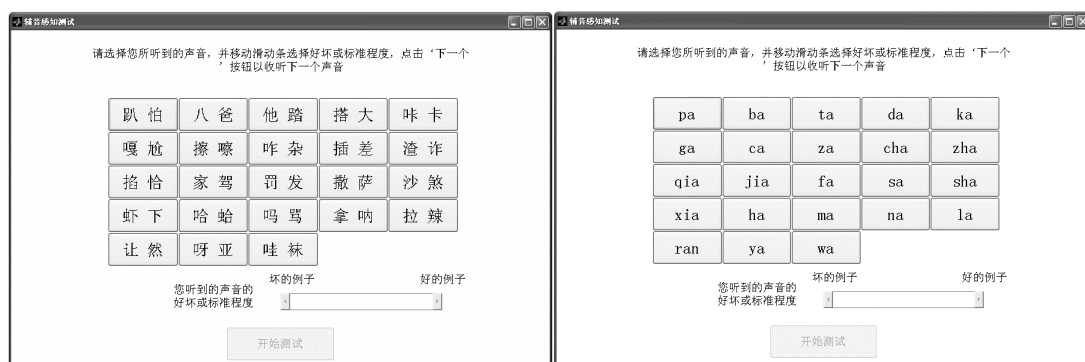 辅音感知测试
请选择您所听到的声音，并移动滑动条选择好坏或标准程度，点击‘下一个
’按钮以收听下一个声音
趴 怕 八 爸 他 踏 搭 大 咔 卡
嘎 尬 擦 嚓 咋 杂 插 差 渣 诈
掐 恰 家 驾 罚 发 撒 萨 沙 煞
虾 下 哈 蛤 吗 骂 拿 呐 拉 辣
让 然 呀 亚 哇 袜
坏的例子 好的例子
您听到的声音的
好坏或标准程度
开始测试
辅音感知测试
请选择您所听到的声音，并移动滑动条选择好坏或标准程度，点击‘下一个
’按钮以收听下一个声音
pa ba ta da ka
ga ca za cha zha
qia jia fa sa sha
xia ha ma na la
ran ya wa
坏的例子 好的例子
您听到的声音的
好坏或标准程度
开始测试